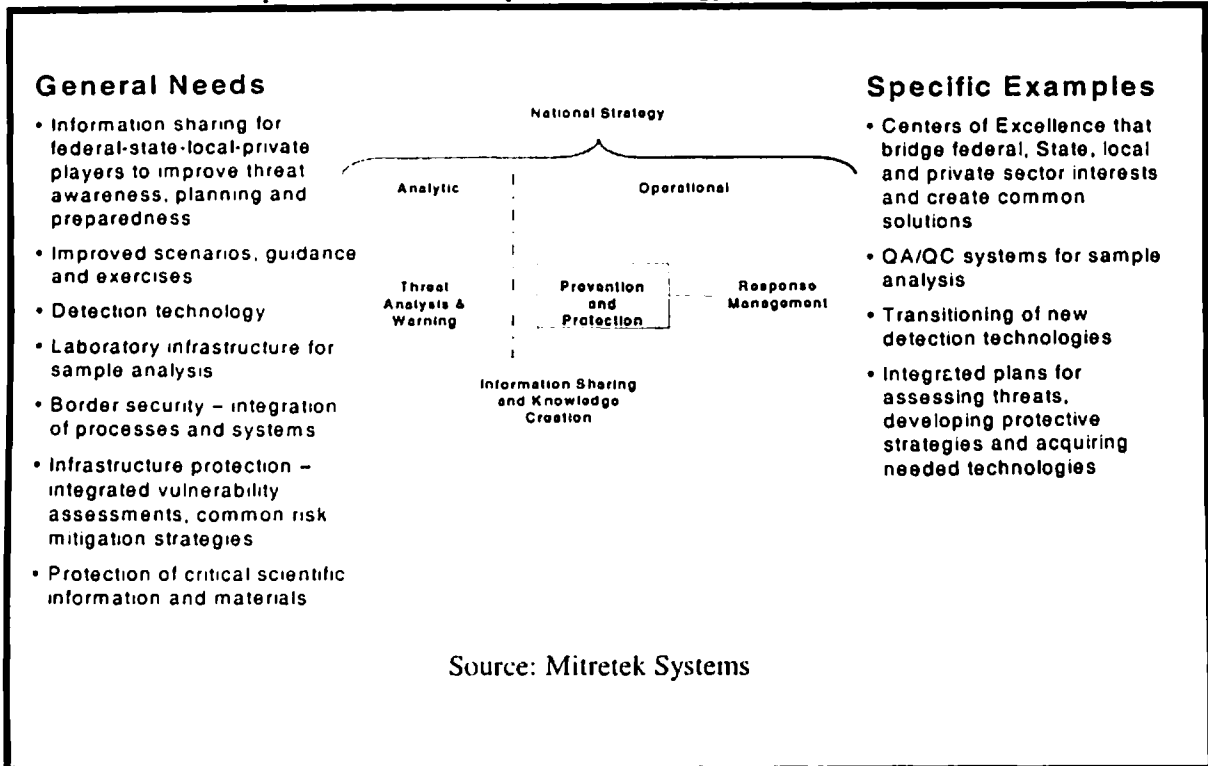 General Needs
• Information sharing for
federal-state-local-private
players to improve threat
awareness, planning and
preparedness
• Improved scenarios, guidance
and exercises
• Detection technology
• Laboratory infrastructure for
sample analysis
• Border security – integration
of processes and systems
• Infrastructure protection –
integrated vulnerability
assessments, common risk
mitigation strategies
• Protection of critical scientific
information and materials
National Strategy
Analytic
Operational
Threat
Analysis &
Warning
Prevention
and
Protection
Response
Management
Information Sharing
and Knowledge
Creation
Specific Examples
• Centers of Excellence that
bridge federal, State, local
and private sector interests
and create common
solutions
• QA/QC systems for sample
analysis
• Transitioning of new
detection technologies
• Integrated plans for
assessing threats,
developing protective
strategies and acquiring
needed technologies
Source: Mitretek Systems